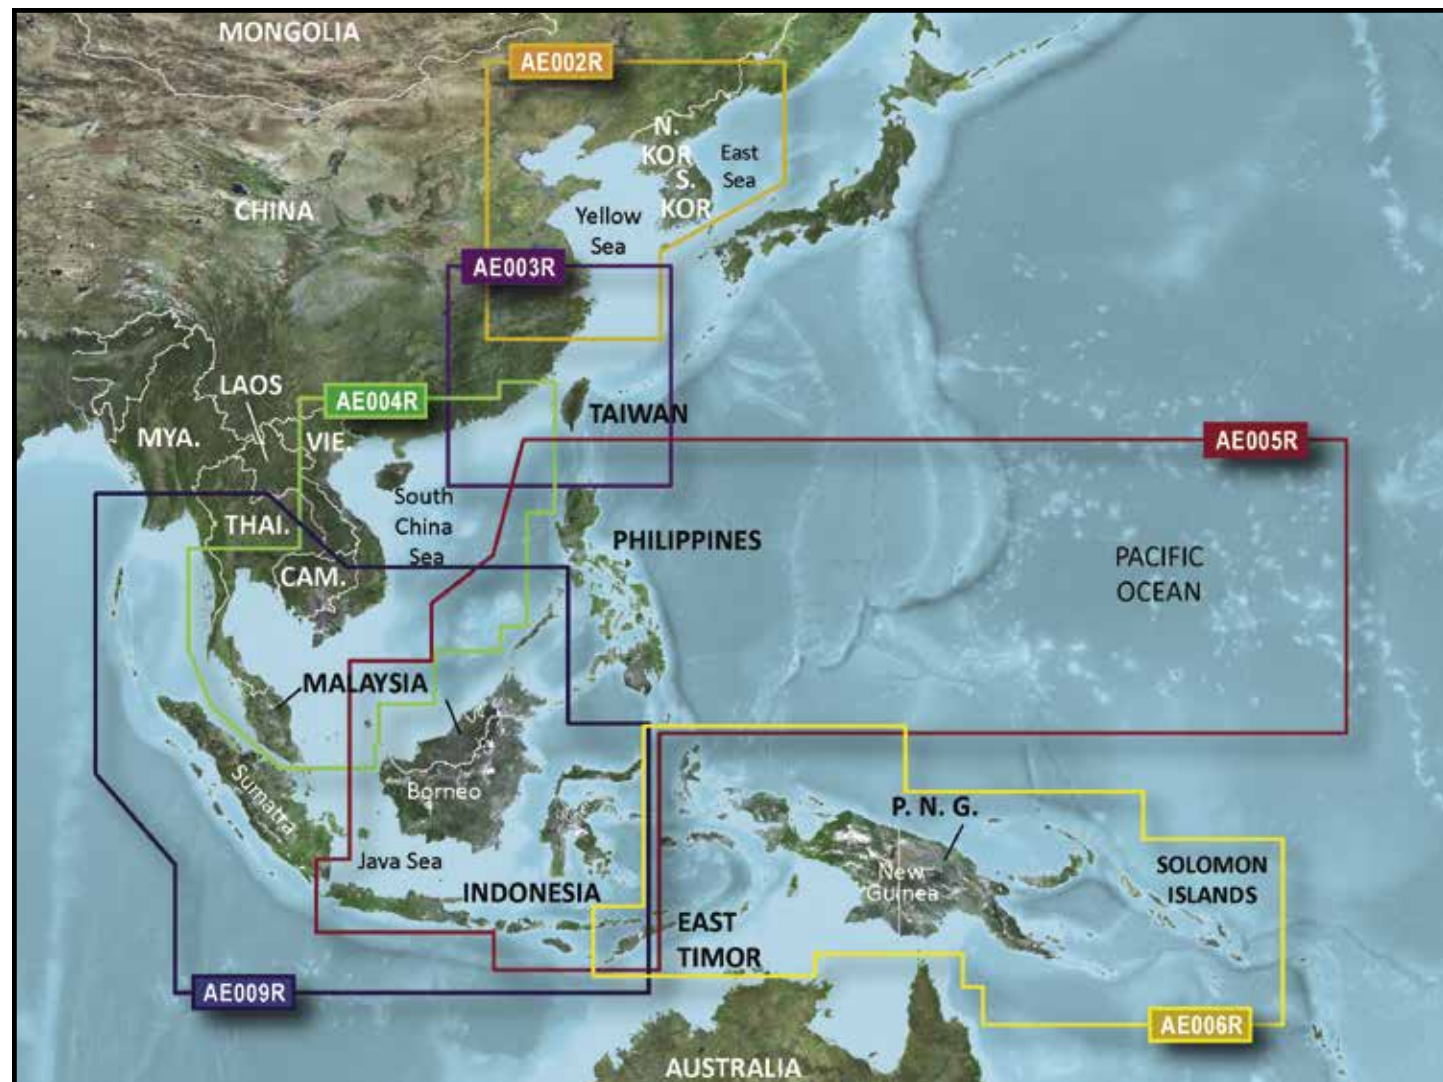 MONGOLIA
AE002R
N.
KOR
East
Sea
S.
KOR
CHINA
Yellow
Sea
AE003R
LAOS
AE004R
TAIWAN
MYA.
VIE.
AE005R
South
China
Sea
THAI.
PHILIPPINES
CAM.
PACIFIC
OCEAN
MALAYSIA
Sumatra
Borneo
P. N. G.
Java Sea
New
Guinea
SOLOMON
ISLANDS
INDONESIA
EAST
TIMOR
AE009R
AE006R
AUSTRALIA